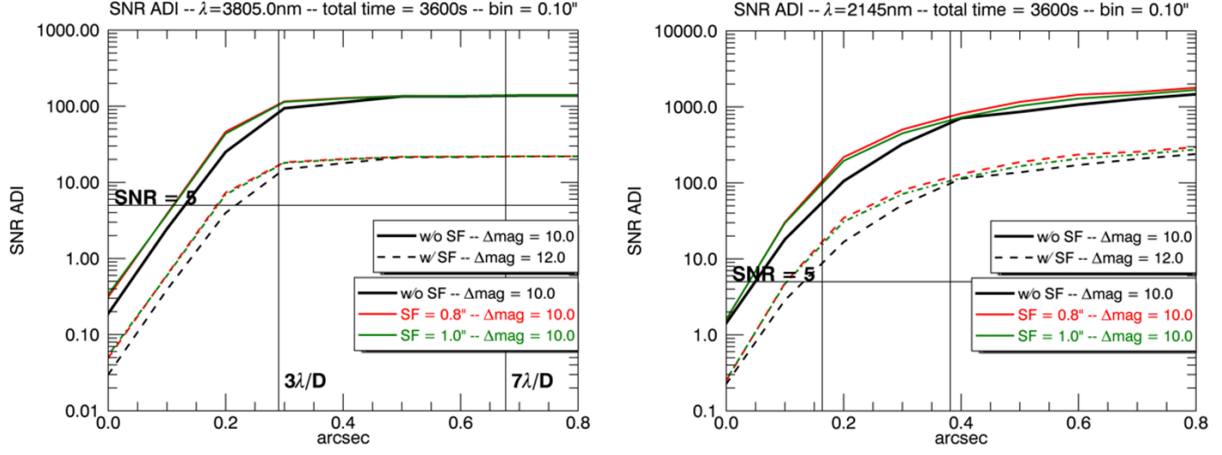 SNR ADI -- λ=3805.0nm -- total time = 3600s -- bin = 0.10"
1000.00
100.00
10.00
1.00
0.10
0.01
SNR ADI
SNR = 5
w/o SF -- Δmag = 10.0
w/ SF -- Δmag = 12.0
w/o SF -- Δmag = 10.0
SF = 0.8" -- Δmag = 10.0
SF = 1.0" -- Δmag = 10.0
3λ/D
7λ/D
0.0 0.2 0.4 0.6 0.8
arcsec
SNR ADI -- λ=2145nm -- total time = 3600s -- bin = 0.10"
10000.0
1000.0
100.0
10.0
1.0
0.1
SNR ADI
SNR = 5
w/o SF -- Δmag = 10.0
w/ SF -- Δmag = 12.0
w/o SF -- Δmag = 10.0
SF = 0.8" -- Δmag = 10.0
SF = 1.0" -- Δmag = 10.0
0.0 0.2 0.4 0.6 0.8
arcsec